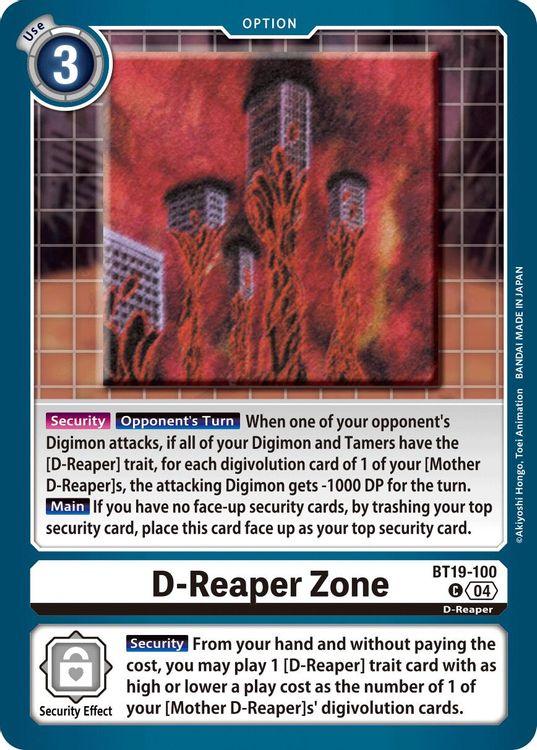 OPTION
Use
3
Security Opponent's Turn When one of your opponent's
Digimon attacks, if all of your Digimon and Tamers have the
[D-Reaper] trait, for each digivolution card of 1 of your [Mother
D-Reaper]s, the attacking Digimon gets -1000 DP for the turn.
Main If you have no face-up security cards, by trashing your top
security card, place this card face up as your top security card.
©Akiyoshi Hongo, Toei Animation BANDAI MADE IN JAPAN
D-Reaper Zone
BT19-100
C 04
D-Reaper
Security From your hand and without paying the
cost, you may play 1 [D-Reaper] trait card with as
high or lower a play cost as the number of 1 of
your [Mother D-Reaper]s' digivolution cards.
Security Effect